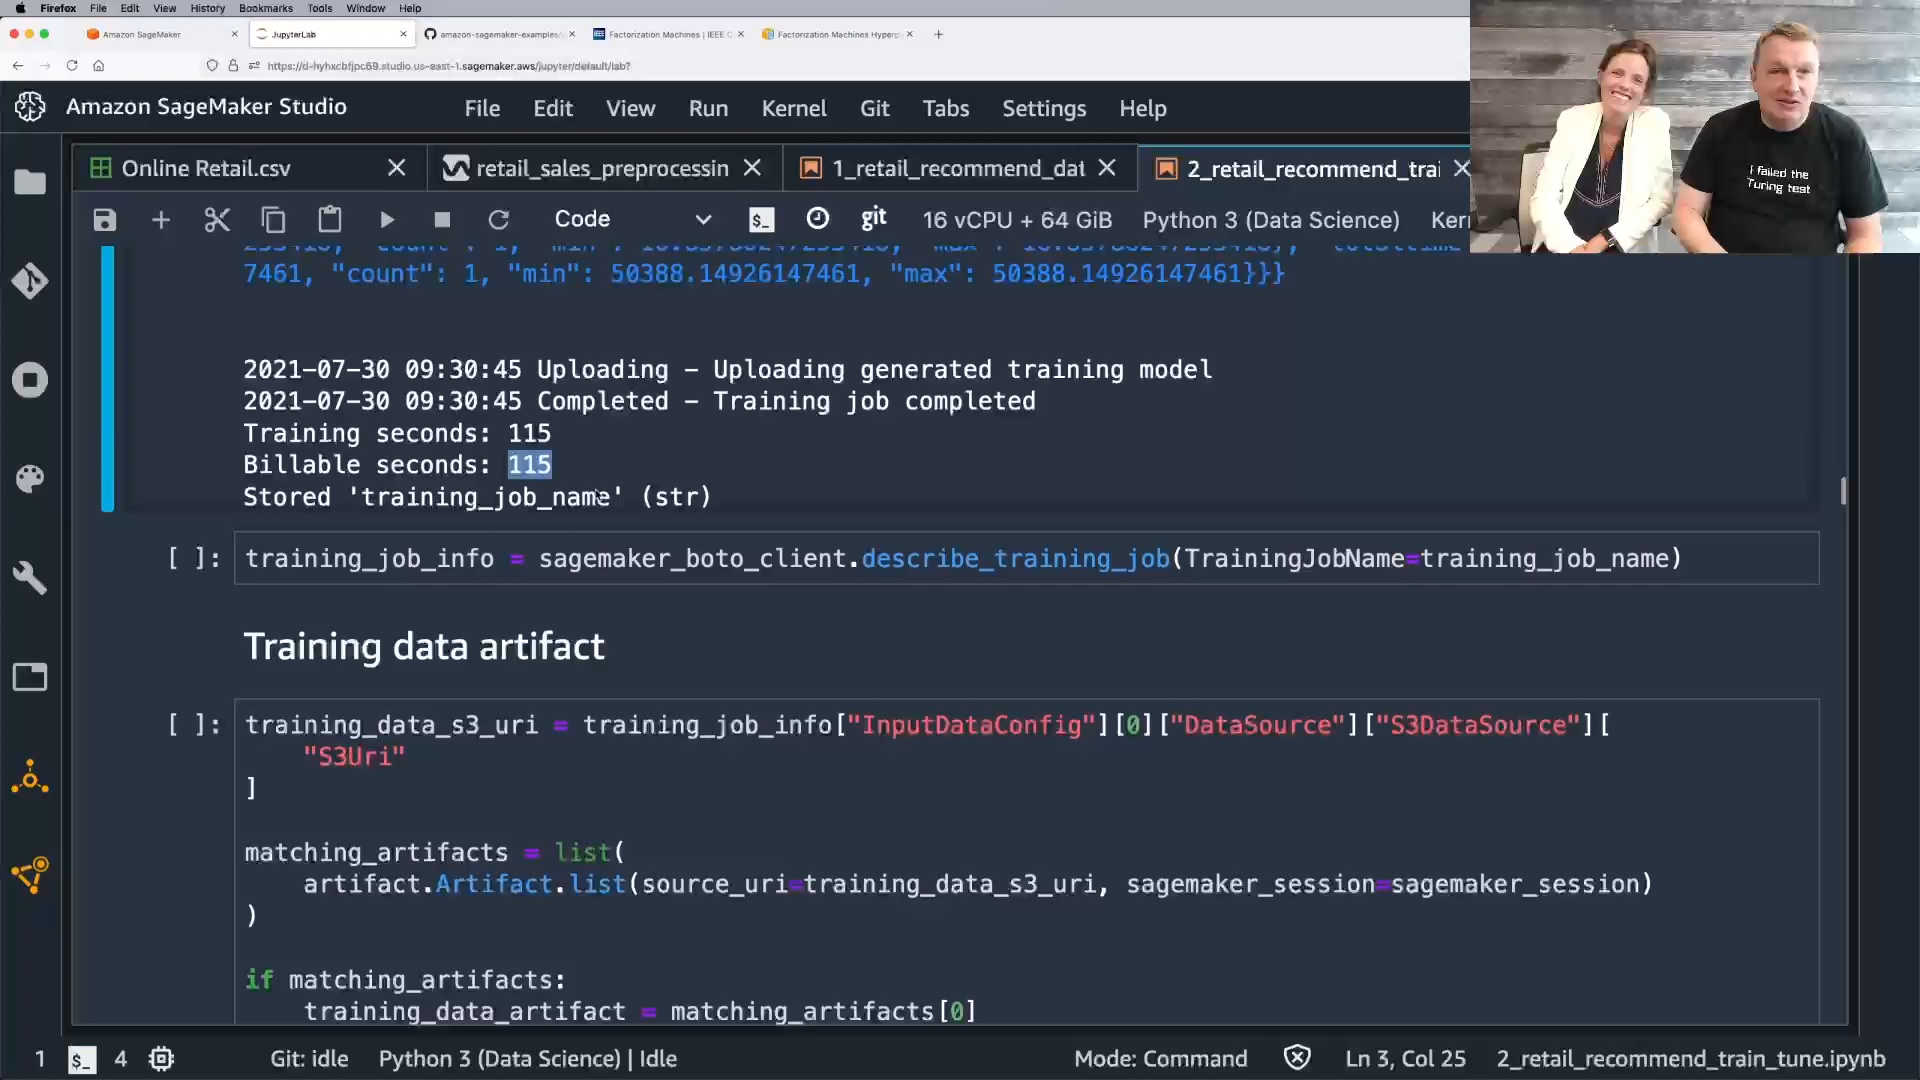 Firefox File Edit View History Bookmarks Tools Window Help
Amazon SageMaker
JupyterLab
amazon-sagemaker-examples/
Factorization Machines | IEEE C
Factorization Machines Hyperp
https://d-hyhxcbfjpc69.studio.us-east-1.sagemaker.aws/jupyter/default/lab?
Amazon SageMaker Studio File Edit View Run Kernel Git Tabs Settings Help
I failed the
Turing test
Online Retail.csv
retail_sales_preprocessin
1_retail_recommend_dat
2_retail_recommend_trai
Code git 16 vCPU + 64 GiB Python 3 (Data Science) Ker
7461, "count": 1, "min": 50388.14926147461, "max": 50388.14926147461}}}
2021-07-30 09:30:45 Uploading - Uploading generated training model
2021-07-30 09:30:45 Completed - Training job completed
Training seconds: 115
Billable seconds: 115
Stored 'training_job_name' (str)
[ ]: training_job_info = sagemaker_boto_client.describe_training_job(TrainingJobName=training_job_name)
Training data artifact
[ ]: training_data_s3_uri = training_job_info["InputDataConfig"][0]["DataSource"]["S3DataSource"][
"S3Uri"
]
matching_artifacts = list(
artifact.Artifact.list(source_uri=training_data_s3_uri, sagemaker_session=sagemaker_session)
)
if matching_artifacts:
training_data_artifact = matching_artifacts[0]
1 $_ 4 Git: idle Python 3 (Data Science) | Idle Mode: Command Ln 3, Col 25 2_retail_recommend_train_tune.ipynb